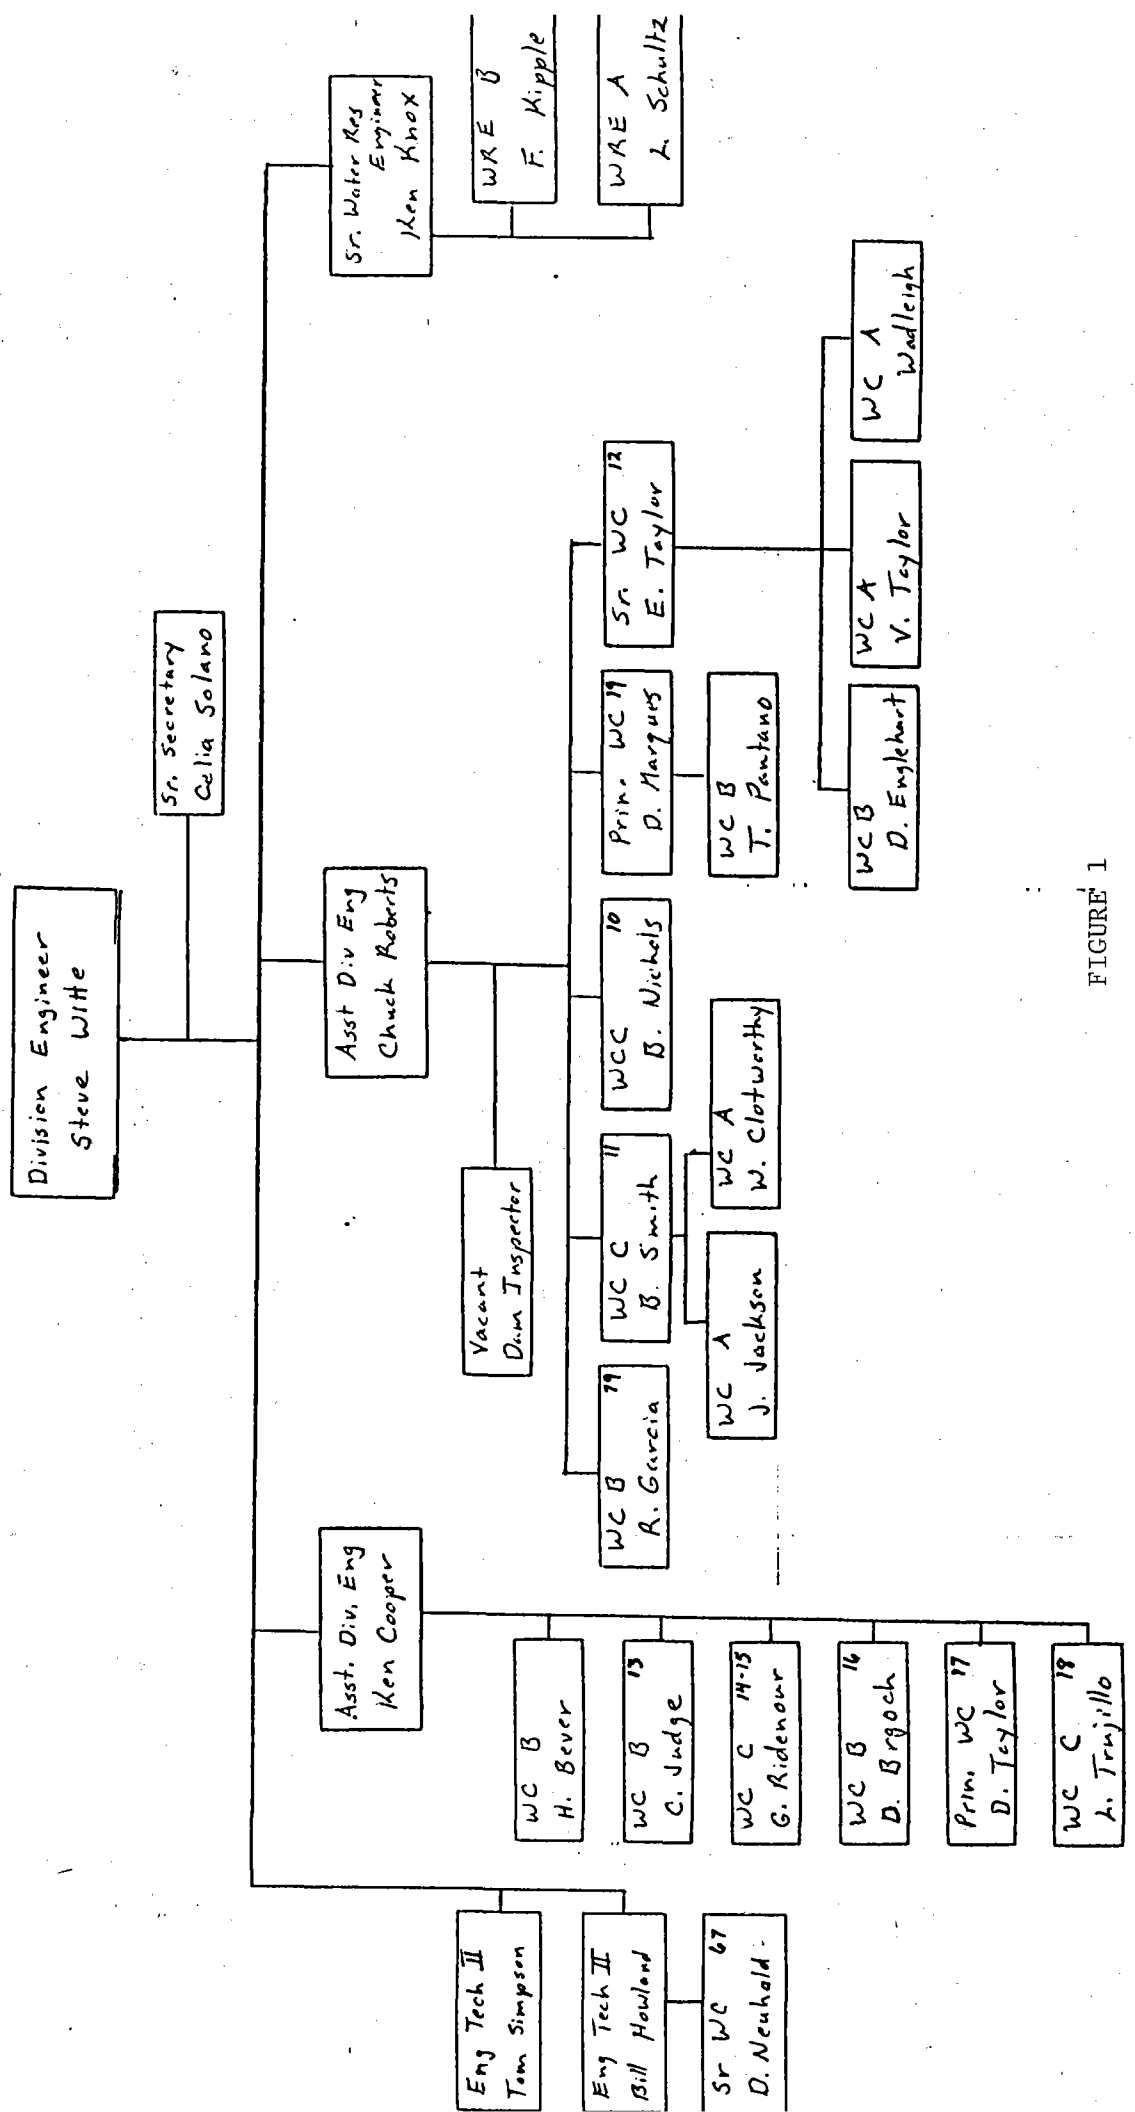 Division Engineer
Steve Witte
Sr. Secretary
Celia Solano
Eng Tech II
Tom Simpson
Eng Tech II
Bill Howland
Sr WC 67
D. Neuhold
Asst. Div. Eng
Ken Cooper
WC B
H. Bever
WC B 13
C. Judge
WC C 14-15
G. Ridenour
WC B 16
D. Brgoch
Prin. WC 17
D. Taylor
WC C 18
L. Trujillo
Asst Div Eng
Chuck Roberts
Vacant
Dam Inspector
WC B 79
R. Garcia
WC C 11
B. Smith
WC A
J. Jackson
WC A
W. Clotworthy
WCC 10
B. Nichols
Prin. WC 19
D. Marques
WC B
T. Pantano
Sr. WC 12
E. Taylor
WC B
D. Englehart
WC A
V. Taylor
WC A
Wadleigh
Sr. Water Res
Engineer
Ken Knox
WRE B
F. Kipple
WRE A
L. Schultz
FIGURE 1